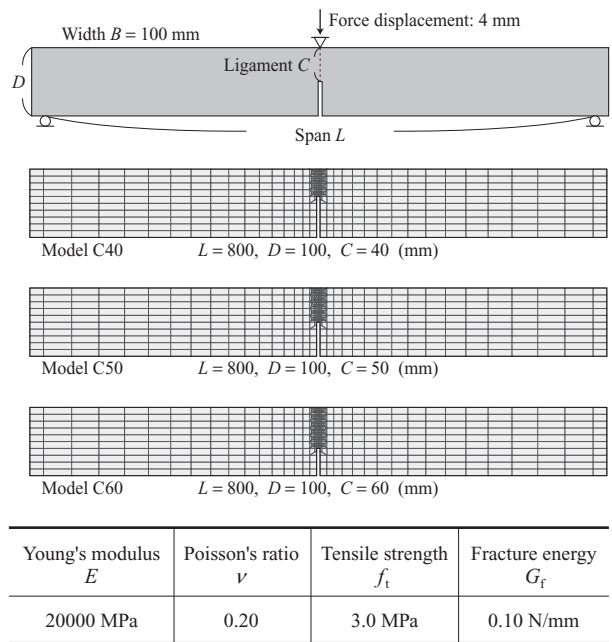 Force displacement: 4 mm
Width B = 100 mm
Ligament C
D
Span L
Model C40 L = 800, D = 100, C = 40 (mm)
Model C50 L = 800, D = 100, C = 50 (mm)
Model C60 L = 800, D = 100, C = 60 (mm)
Young's modulus Poisson's ratio Tensile strength Fracture energy
E ν ft Gf
20000 MPa 0.20 3.0 MPa 0.10 N/mm